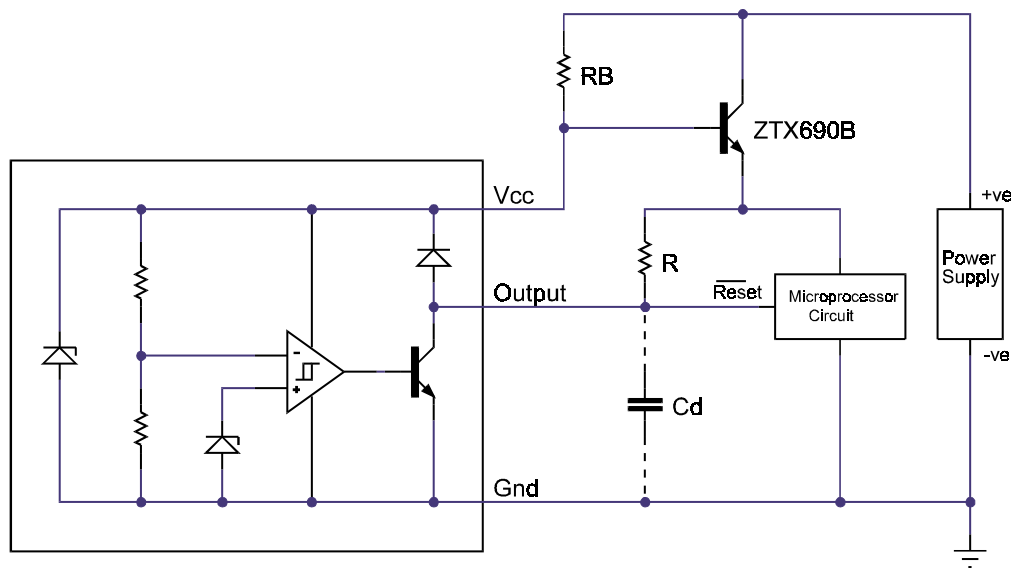 RB
ZTX690B
Vcc
+ve
R
Power
Supply
Output
Reset
Microprocessor
Circuit
-
+
-ve
Cd
Gnd